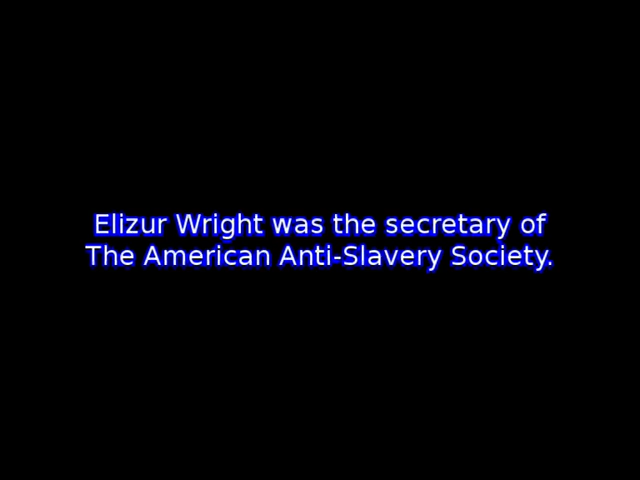 Elizur Wright was the secretary of
The American Anti-Slavery Society.